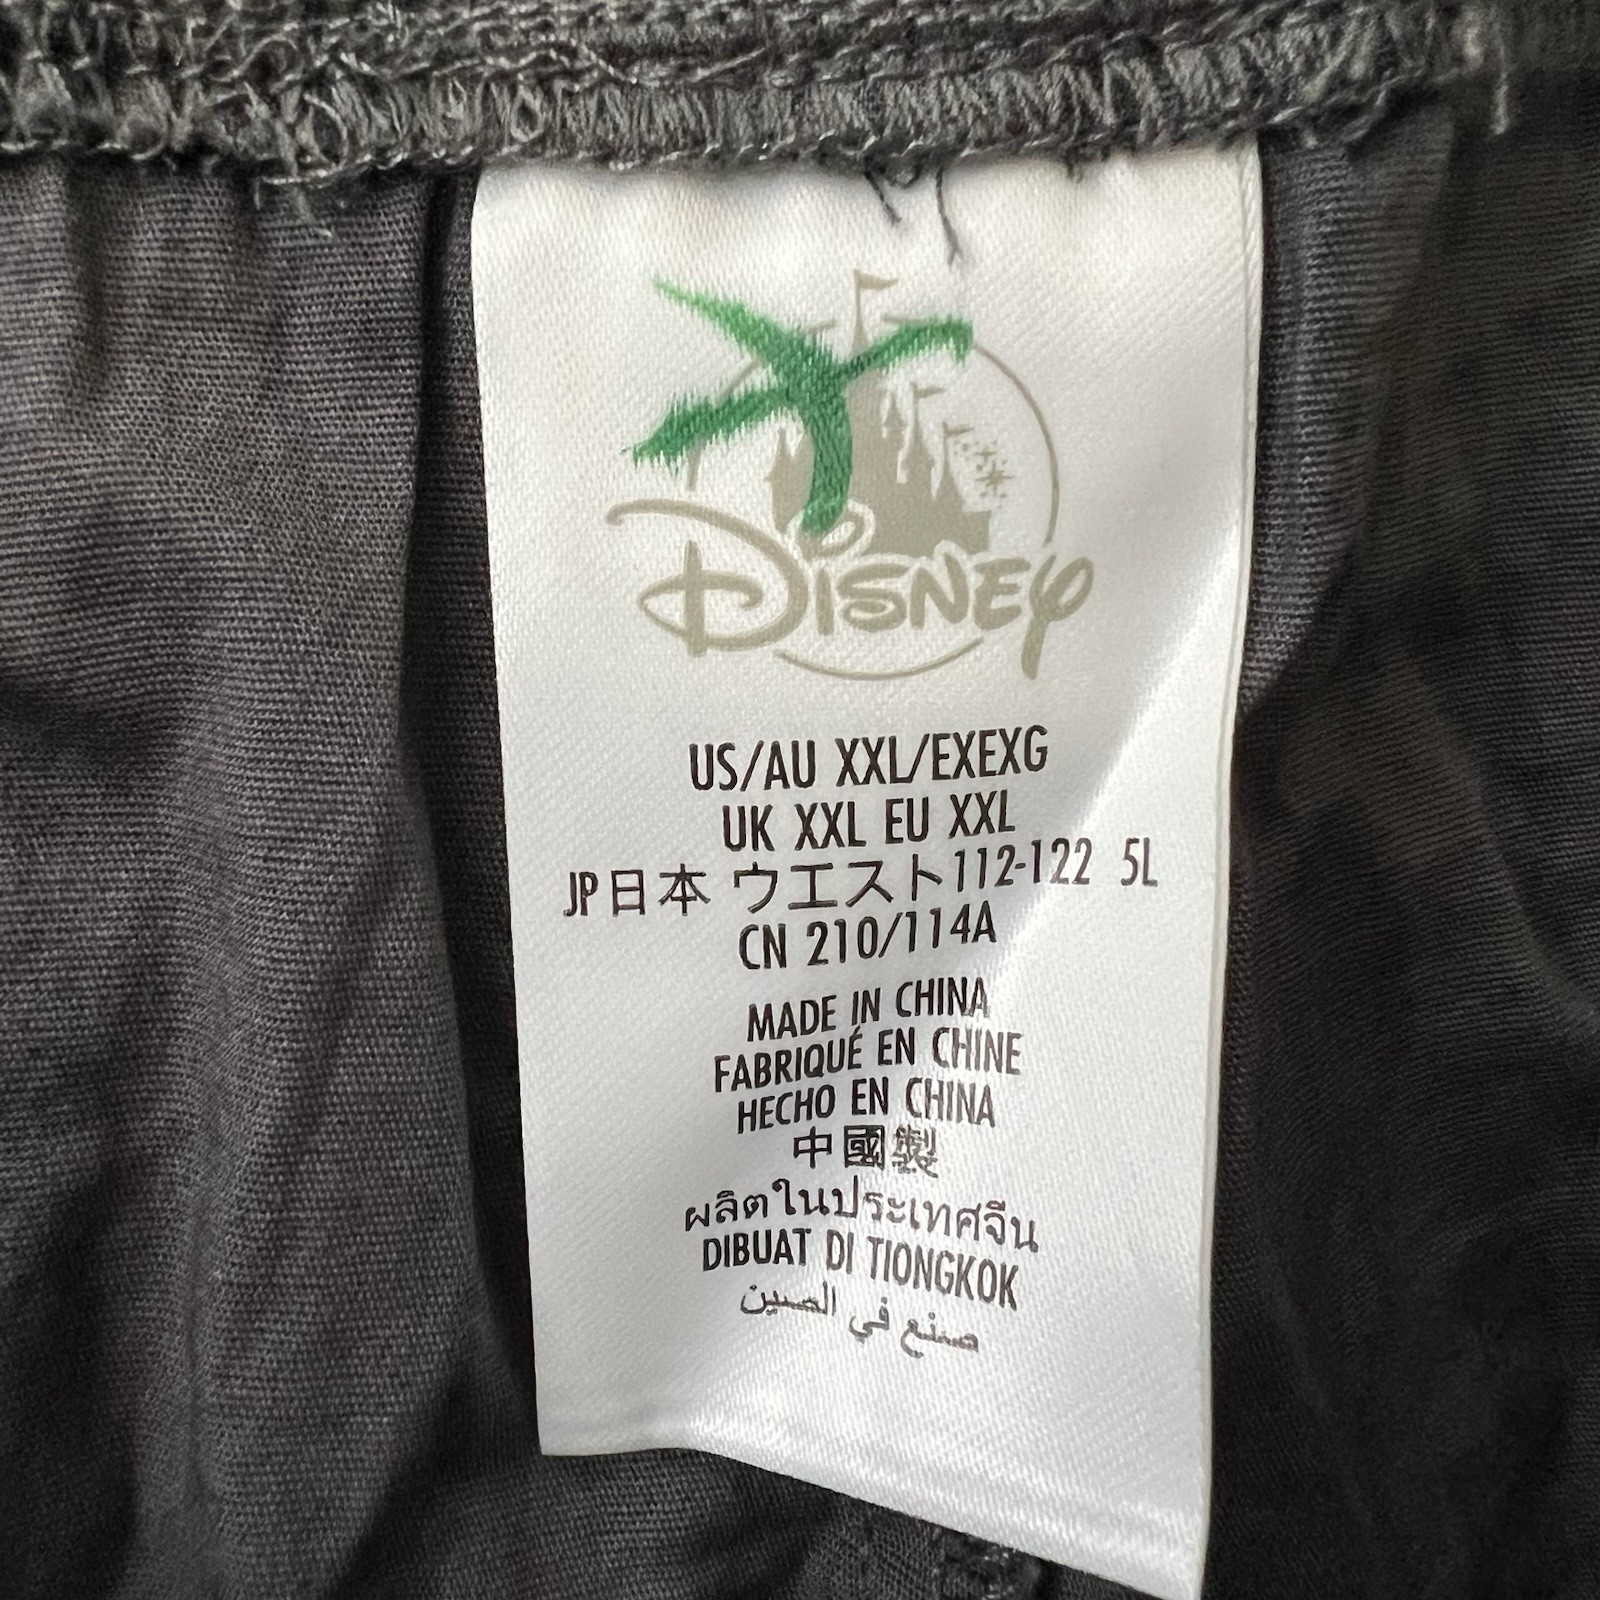 DISNEY
US/AU XXL/EXEXG
UK XXL EU XXL
JP日本 ウエスト112-122 5L
CN 210/114A
MADE IN CHINA
FABRIQUÉ EN CHINE
HECHO EN CHINA
中國製
ผลิตในประเทศจีน
DIBUAT DI TIONGKOK
صنع في الصين